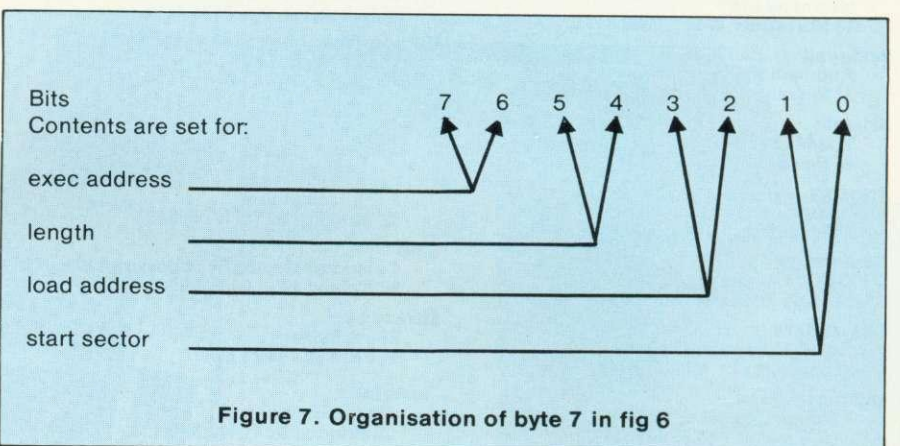 Bits 7 6 5 4 3 2 1 0
Contents are set for:
exec address
length
load address
start sector
Figure 7. Organisation of byte 7 in fig 6